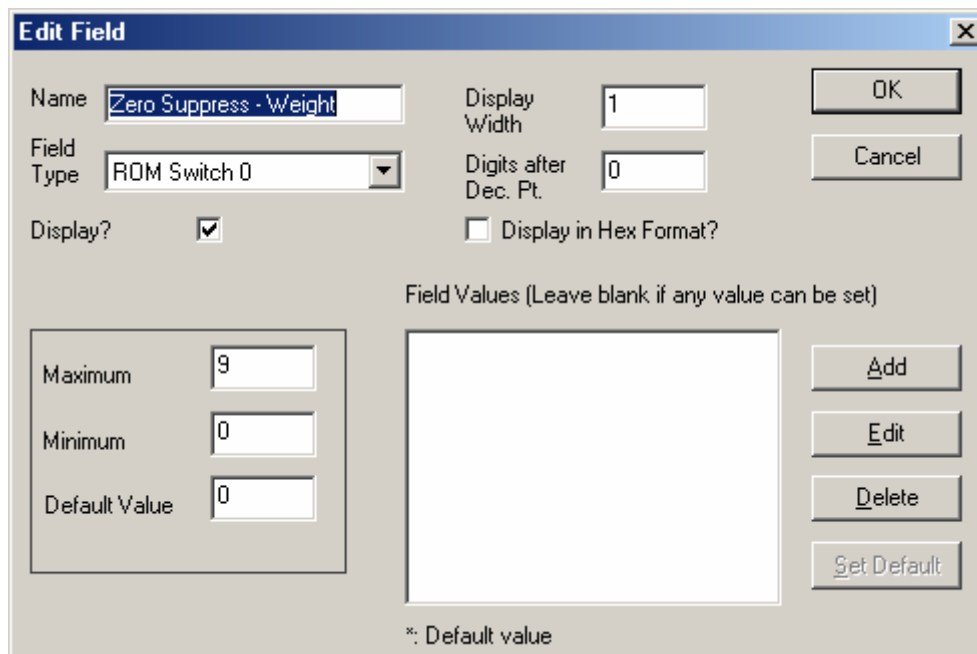 Edit Field
Name
Zero Suppress - Weight
Field
Type
ROM Switch 0
Display?
Display
Width
1
Digits after
Dec. Pt.
0
Display in Hex Format?
OK
Cancel
Field Values (Leave blank if any value can be set)
Maximum
9
Minimum
0
Default Value
0
Add
Edit
Delete
Set Default
*: Default value